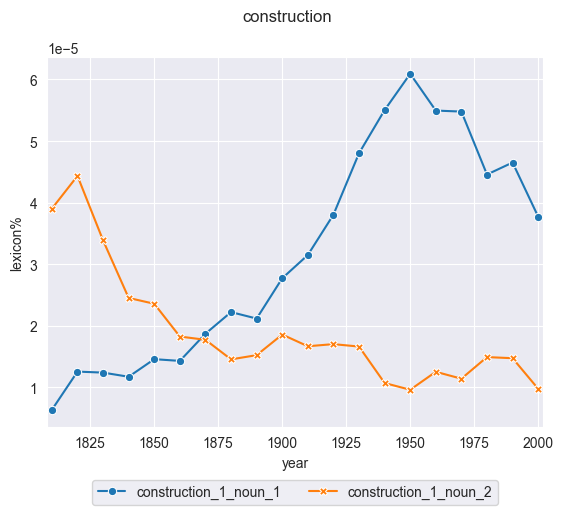 construction
1e−5
6
5
4
3
2
1
lexicon%
1825 1850 1875 1900 1925 1950 1975 2000
year
construction_1_noun_1 construction_1_noun_2